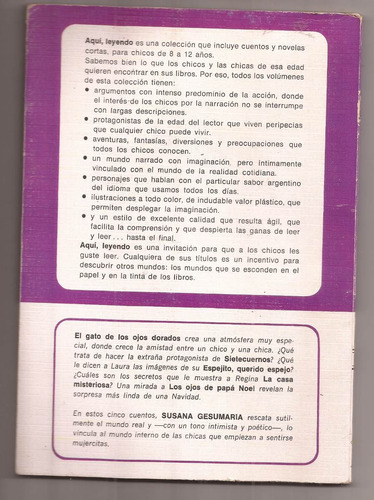 Aquí, leyendo es una colección que incluye cuentos y novelas
cortas, para chicos de 8 a 12 años.
Sabemos bien lo que los chicos y las chicas de esa edad
quieren encontrar en sus libros. Por eso, todos los volúmenes
de esta colección tienen:
• argumentos con intenso predominio de la acción, donde
el interés de los chicos por la narración no se interrumpe
con largas descripciones.
• protagonistas de la edad del lector que viven peripecias
que cualquier chico puede vivir.
• aventuras, fantasías, diversiones y preocupaciones que
todos los chicos conocen.
• un mundo narrado con imaginación, pero íntimamente
vinculado con el mundo de la realidad cotidiana.
• personajes que hablan con el particular sabor argentino
del idioma que usamos todos los días.
• ilustraciones a todo color, de indudable valor plástico, que
permiten desplegar la imaginación.
• y un estilo de excelente calidad que resulta ágil, que
facilita la comprensión y que despierta las ganas de leer
y leer... hasta el final.
Aquí, leyendo es una invitación para que a los chicos les
guste leer. Cualquiera de sus títulos es un incentivo para
descubrir otros mundos: los mundos que se esconden en el
papel y en la tinta de los libros.
El gato de los ojos dorados crea una atmósfera muy espe-
cial, donde crece la amistad entre un chico y una chica. ¿Qué
trata de hacer la extraña protagonista de Sietecuernos? ¿Qué
le dicen a Laura las imágenes de su Espejito, querido espejo?
¿Cuáles son los secretos que le muestra a Regina La casa
misteriosa? Una mirada a Los ojos de papá Noel revelan la
sorpresa más linda de una Navidad.
En estos cinco cuentos, SUSANA GESUMARIA rescata sutil-
mente el mundo real y —con un tono intimista y poético—, lo
vincula al mundo interno de las chicas que empiezan a sentirse
mujercitas.